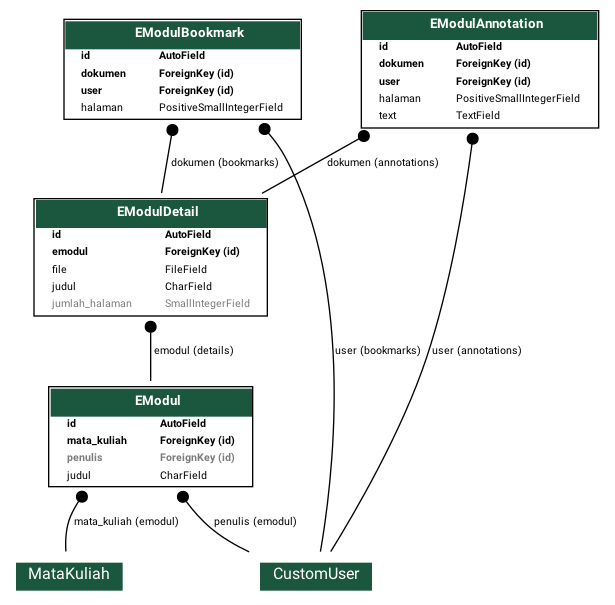 EModulBookmark
id AutoField
dokumen ForeignKey (id)
user ForeignKey (id)
halaman PositiveSmallIntegerField
EModulAnnotation
id AutoField
dokumen ForeignKey (id)
user ForeignKey (id)
halaman PositiveSmallIntegerField
text TextField
dokumen (bookmarks)
dokumen (annotations)
EModulDetail
id AutoField
emodul ForeignKey (id)
file FileField
judul CharField
jumlah_halaman SmallIntegerField
emodul (details)
user (bookmarks)
user (annotations)
EModul
id AutoField
mata_kuliah ForeignKey (id)
penulis ForeignKey (id)
judul CharField
mata_kuliah (emodul)
penulis (emodul)
MataKuliah
CustomUser